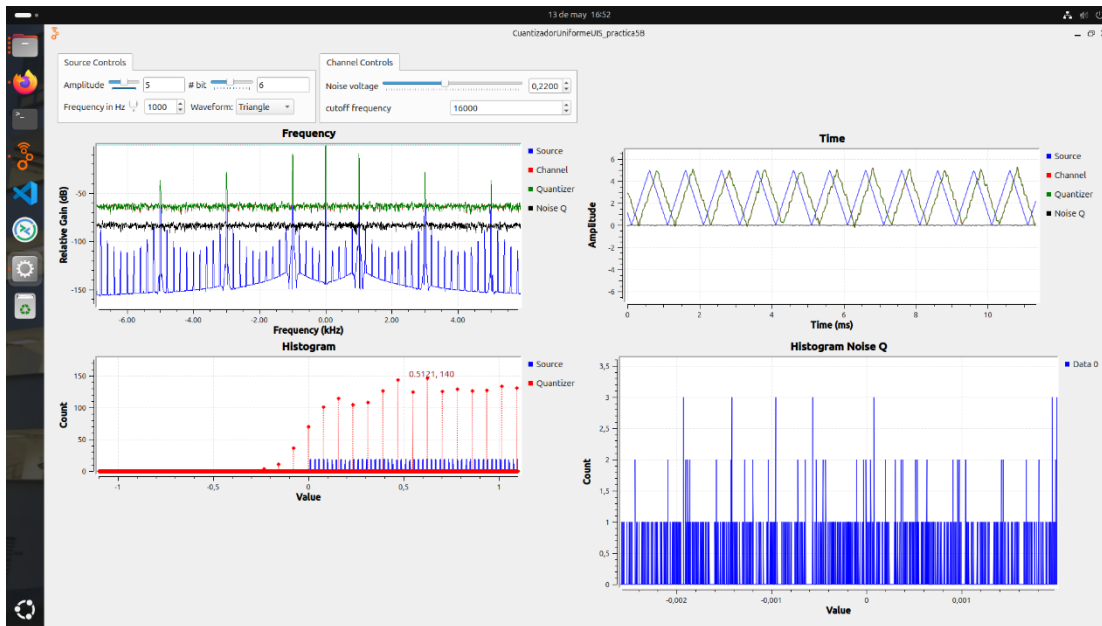 13 de may 16:52
CuantizadorUniformeUIS_practica5B
Source Controls
Amplitude 5 # bit 6
Frequency in Hz 1000 Waveform: Triangle
Channel Controls
Noise voltage 0,2200
cutoff frequency 16000
Frequency
Relative Gain (dB)
-50
-100
-150
-6.00 -4.00 -2.00 0.00 2.00 4.00
Frequency (kHz)
Source
Channel
Quantizer
Noise Q
Time
Amplitude
6
4
2
0
-2
-4
-6
0 2 4 6 8 10
Time (ms)
Source
Channel
Quantizer
Noise Q
Histogram
0.5121, 140
Count
150
100
50
0
-1 -0,5 0 0,5 1
Value
Source
Quantizer
Histogram Noise Q
Count
3,5
3
2,5
2
1,5
1
0,5
0
-0,002 -0,001 0 0,001
Value
Data 0